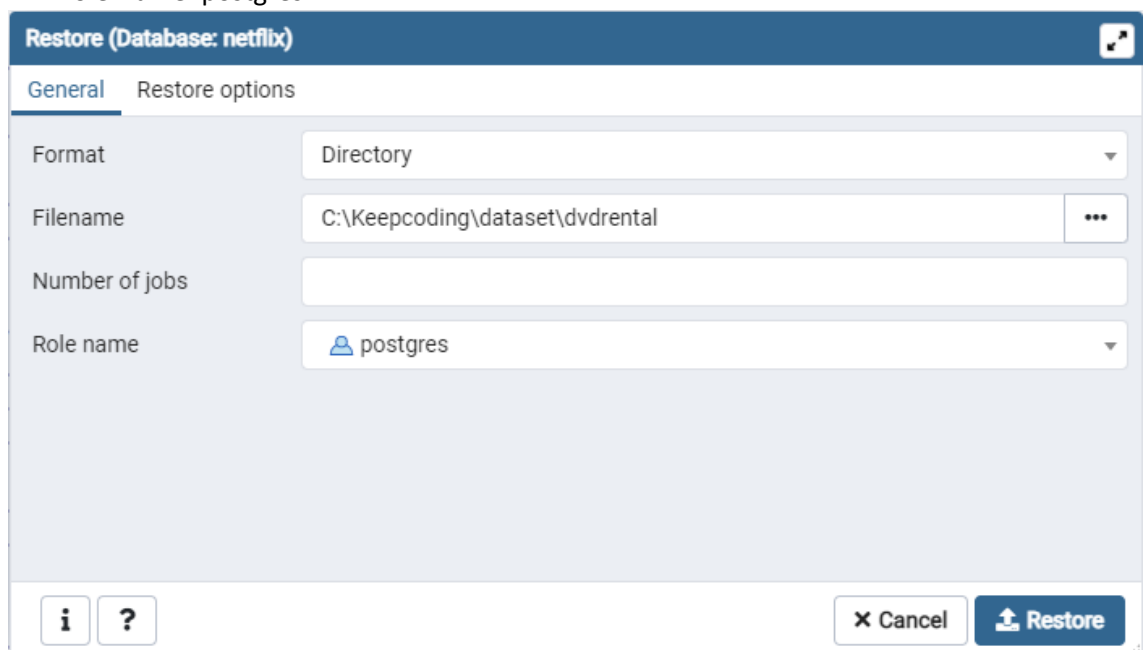 Restore (Database: netflix)
General Restore options
Format Directory
Filename C:\Keepcoding\dataset\dvdrental •••
Number of jobs
Role name postgres
i ? × Cancel Restore